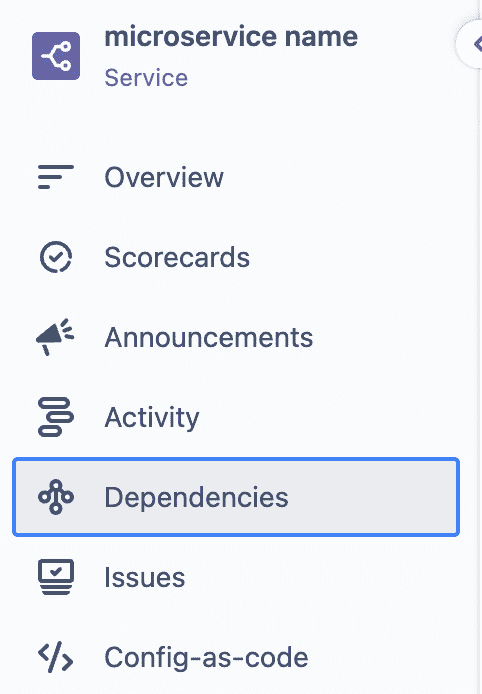 microservice name
Service
Overview
Scorecards
Announcements
Activity
Dependencies
Issues
Config-as-code